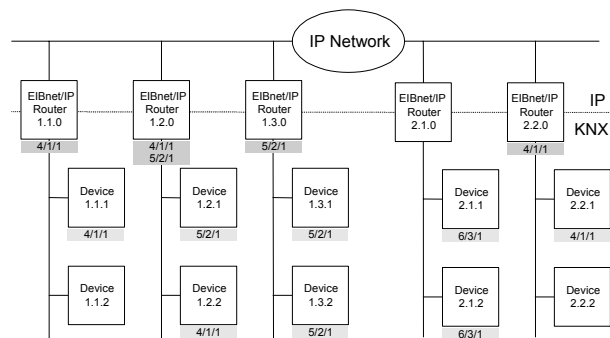 IP Network
EIBnet/IP
Router
1.1.0
EIBnet/IP
Router
1.2.0
EIBnet/IP
Router
1.3.0
EIBnet/IP
Router
2.1.0
EIBnet/IP
Router
2.2.0
IP
KNX
4/1/1
4/1/1
5/2/1
5/2/1
4/1/1
Device
1.1.1
4/1/1
Device
1.2.1
5/2/1
Device
1.3.1
5/2/1
Device
2.1.1
6/3/1
Device
2.2.1
4/1/1
Device
1.1.2
Device
1.2.2
4/1/1
Device
1.3.2
5/2/1
Device
2.1.2
6/3/1
Device
2.2.2